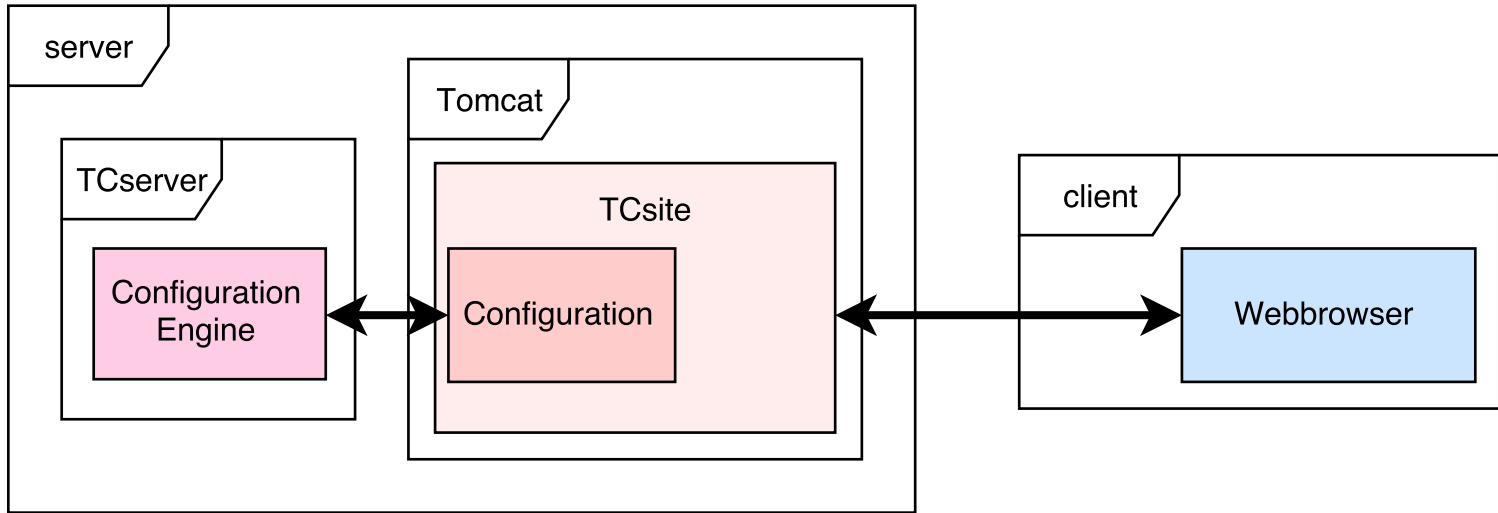 server
Tomcat
TCserver
TCsite
client
Configuration
Engine
Configuration
Webbrowser